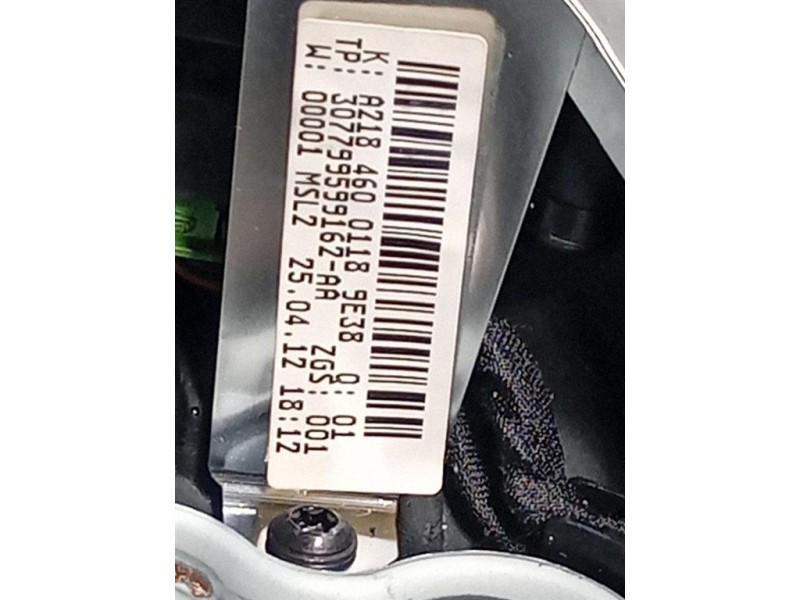 K: A218 460 0118 9E38 Q: 01
TP: 307799599162-AA ZGS: 001
W: 00001 MSL2 25.04.12 18:12